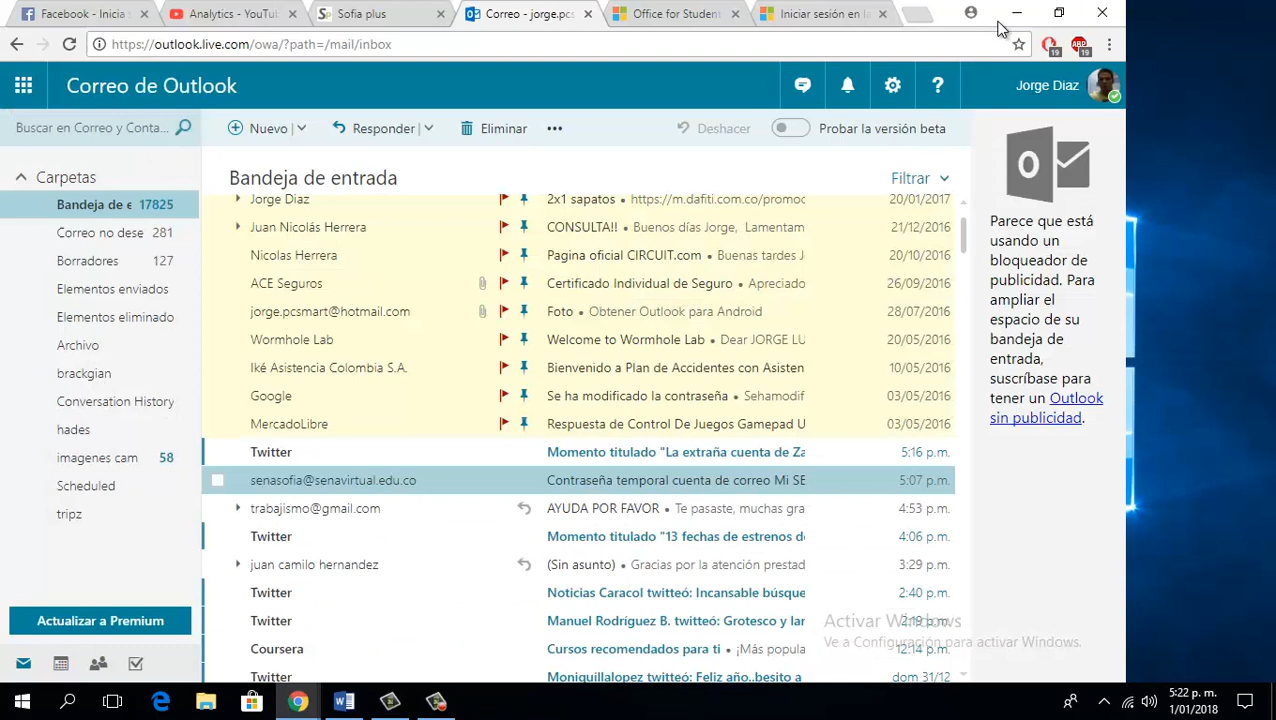 Facebook - Inicia s
Analytics - YouTu
Sofia plus
Correo - jorge.pcs
Office for Student
Iniciar sesión en la
https://outlook.live.com/owa/?path=/mail/inbox
19
19
Correo de Outlook
Jorge Diaz
Buscar en Correo y Conta...
Nuevo
Responder
Eliminar
Deshacer
Probar la versión beta
Carpetas
Bandeja de e 17825
Correo no dese 281
Borradores 127
Elementos enviados
Elementos eliminado
Archivo
brackgian
Conversation History
hades
imagenes cam 58
Scheduled
tripz
Actualizar a Premium
Bandeja de entrada
Filtrar
Jorge Diaz 2x1 sapatos • https://m.dafiti.com.co/promoc 20/01/2017
Juan Nicolás Herrera CONSULTA!! • Buenos días Jorge, Lamentam 21/12/2016
Nicolas Herrera Pagina oficial CIRCUIT.com • Buenas tardes J 20/10/2016
ACE Seguros Certificado Individual de Seguro • Apreciado 26/09/2016
jorge.pcsmart@hotmail.com Foto • Obtener Outlook para Android 28/07/2016
Wormhole Lab Welcome to Wormhole Lab • Dear JORGE LU 20/05/2016
Iké Asistencia Colombia S.A. Bienvenido a Plan de Accidentes con Asisten 10/05/2016
Google Se ha modificado la contraseña • Sehamodif 03/05/2016
MercadoLibre Respuesta de Control De Juegos Gamepad U 03/05/2016
Twitter Momento titulado "La extraña cuenta de Za 5:16 p.m.
senasofia@senavirtual.edu.co Contraseña temporal cuenta de correo Mi SE 5:07 p.m.
trabajismo@gmail.com AYUDA POR FAVOR • Te pasaste, muchas gra 4:53 p.m.
Twitter Momento titulado "13 fechas de estrenos de 4:06 p.m.
juan camilo hernandez (Sin asunto) • Gracias por la atención prestad 3:29 p.m.
Twitter Noticias Caracol twitteó: Incansable búsque 2:40 p.m.
Twitter Manuel Rodríguez B. twitteó: Grotesco y lar 2:19 p.m.
Coursera Cursos recomendados para ti • ¡Más popula 12:14 p.m.
Twitter Moniquillalopez twitteó: Feliz año..besito a dom 31/12
Parece que está
usando un
bloqueador de
publicidad. Para
ampliar el
espacio de su
bandeja de
entrada,
suscríbase para
tener un Outlook
sin publicidad.
Activar Windows
Ve a Configuración para activar Windows.
5:22 p. m.
1/01/2018